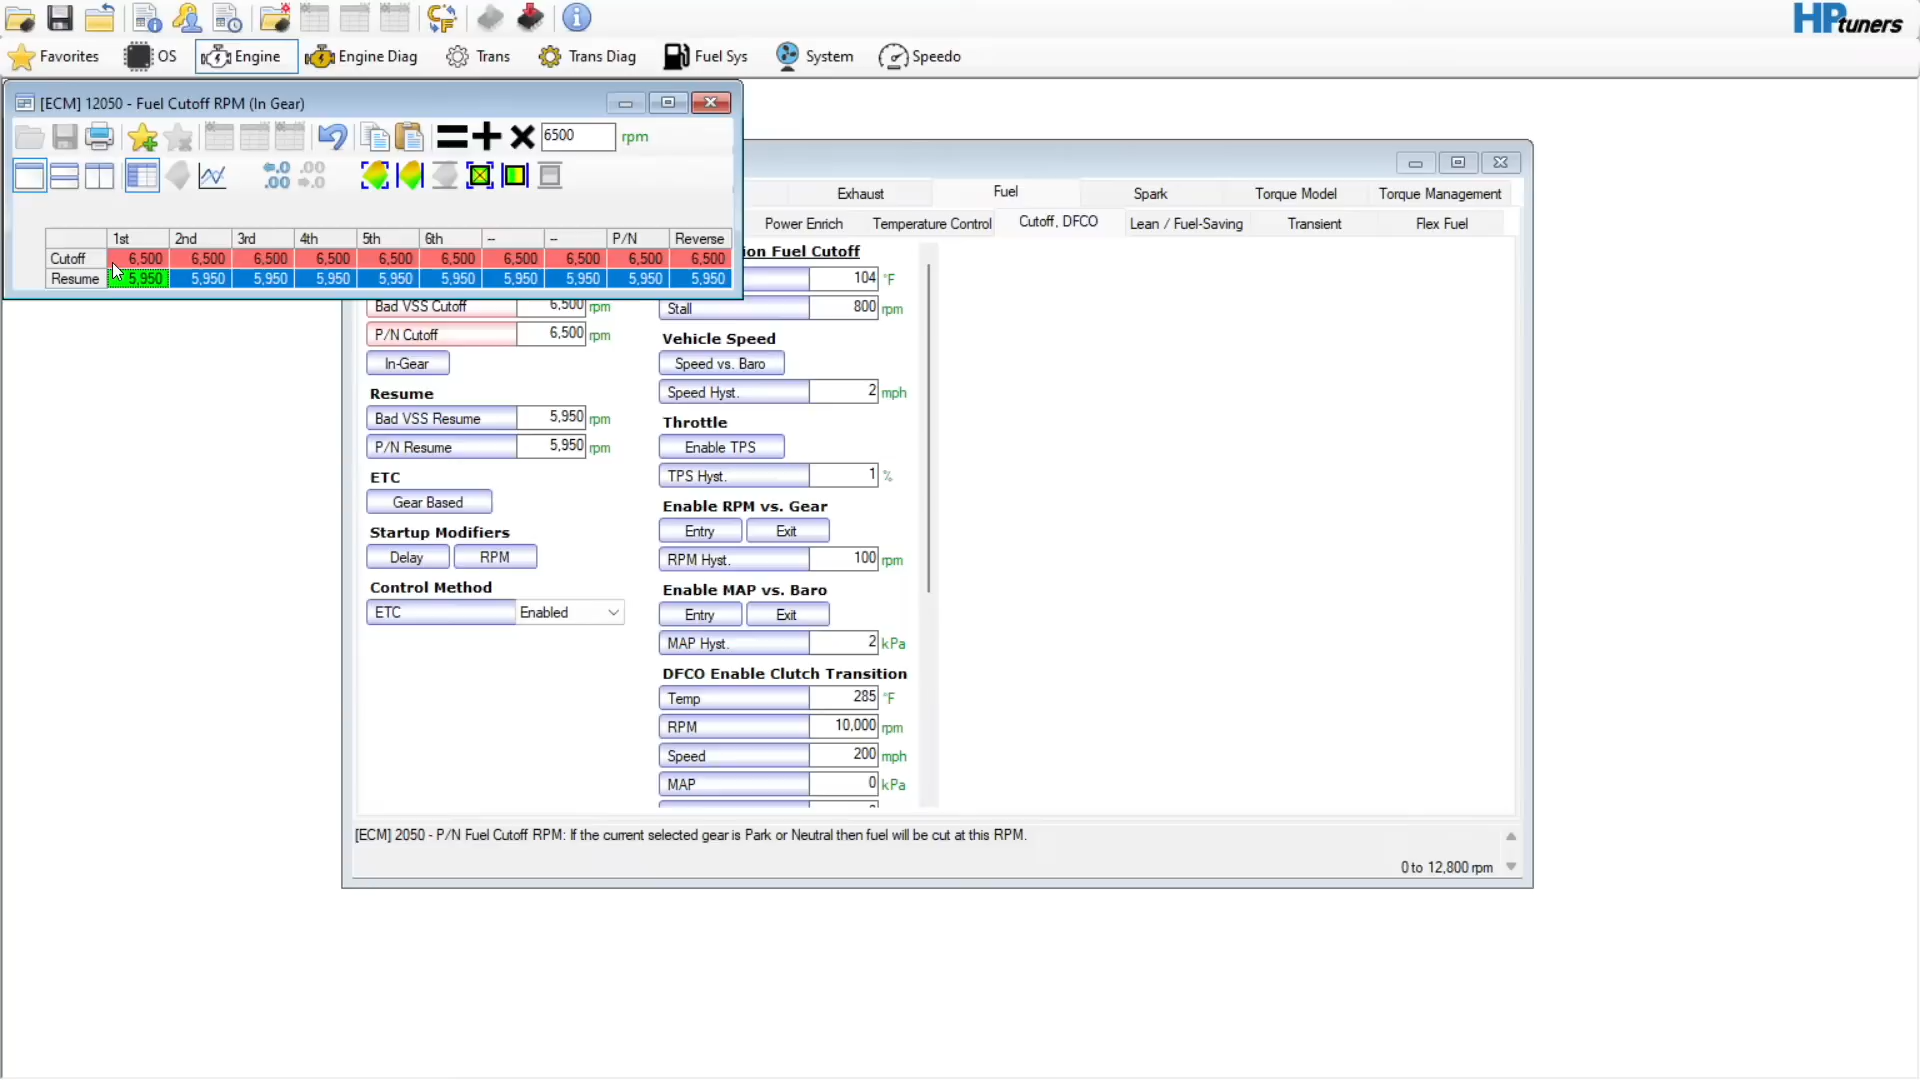 HPtuners
Favorites OS Engine Engine Diag Trans Trans Diag Fuel Sys System Speedo
[ECM] 12050 - Fuel Cutoff RPM (In Gear)
6500 rpm
1st 2nd 3rd 4th 5th 6th -- -- P/N Reverse
Cutoff 6,500 6,500 6,500 6,500 6,500 6,500 6,500 6,500 6,500 6,500
Resume 5,950 5,950 5,950 5,950 5,950 5,950 5,950 5,950 5,950 5,950
Exhaust Fuel Spark Torque Model Torque Management
Power Enrich Temperature Control Cutoff, DFCO Lean / Fuel-Saving Transient Flex Fuel
Bad VSS Cutoff 6,500 rpm
P/N Cutoff 6,500 rpm
In-Gear
Resume
Bad VSS Resume 5,950 rpm
P/N Resume 5,950 rpm
ETC
Gear Based
Startup Modifiers
Delay RPM
Control Method
ETC Enabled
ion Fuel Cutoff
104 °F
Stall 800 rpm
Vehicle Speed
Speed vs. Baro
Speed Hyst. 2 mph
Throttle
Enable TPS
TPS Hyst. 1 %
Enable RPM vs. Gear
Entry Exit
RPM Hyst. 100 rpm
Enable MAP vs. Baro
Entry Exit
MAP Hyst. 2 kPa
DFCO Enable Clutch Transition
Temp 285 °F
RPM 10,000 rpm
Speed 200 mph
MAP 0 kPa
[ECM] 2050 - P/N Fuel Cutoff RPM: If the current selected gear is Park or Neutral then fuel will be cut at this RPM.
0 to 12,800 rpm